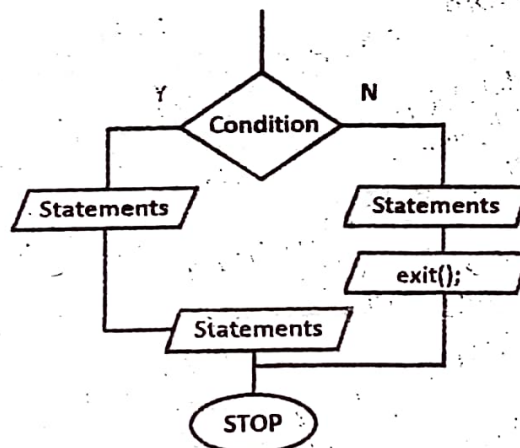 Y N
Condition
Statements Statements
exit();
Statements
STOP